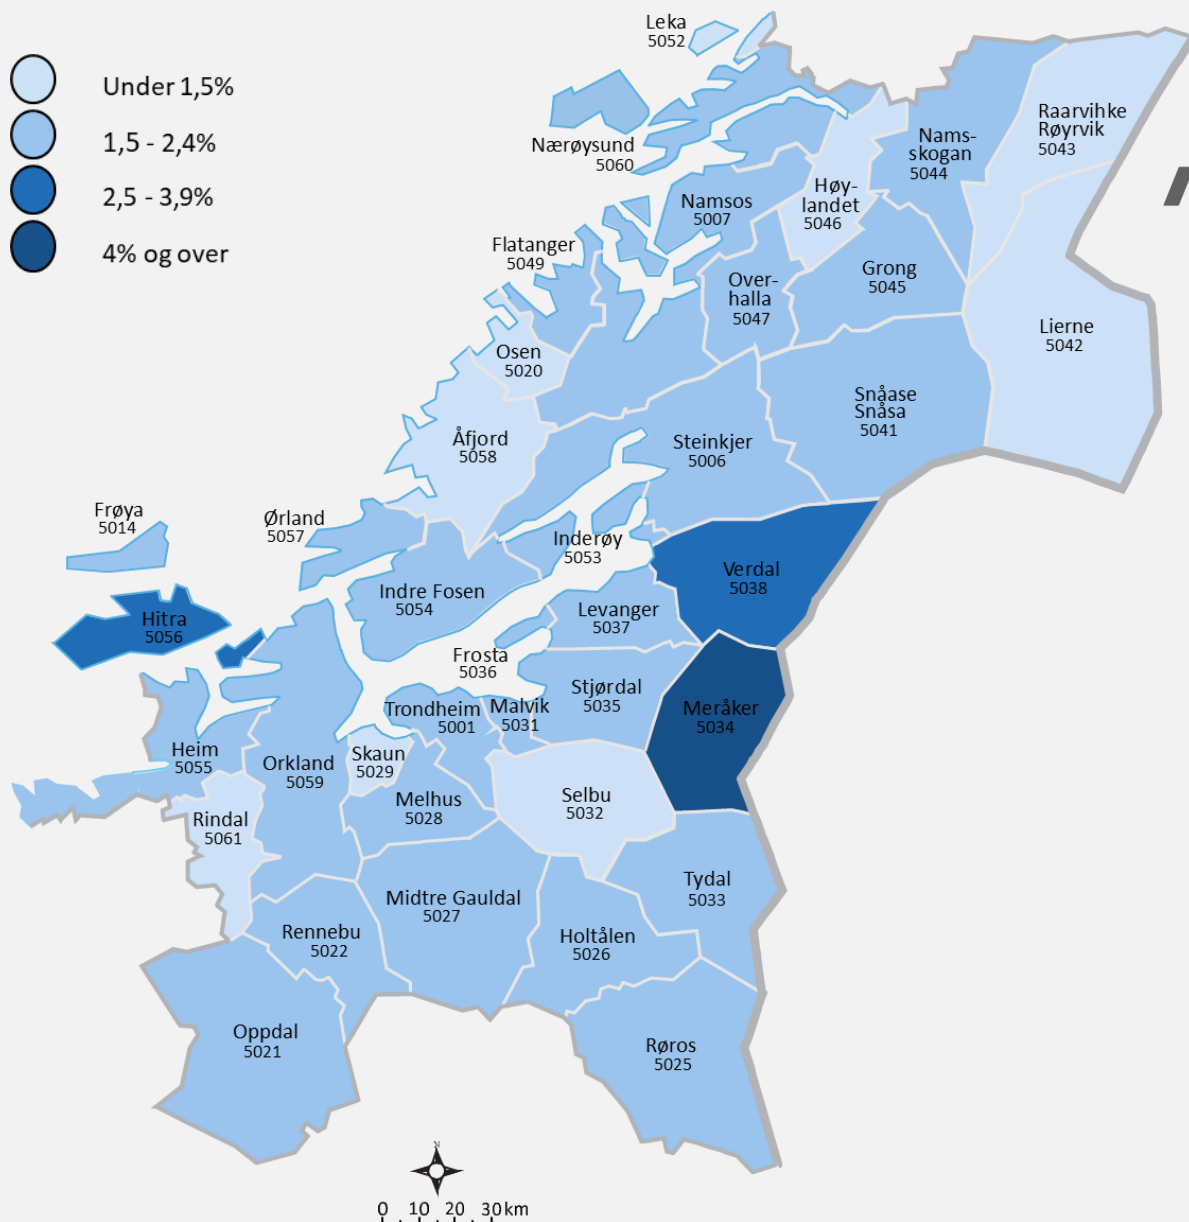 Under 1,5%
1,5 - 2,4%
2,5 - 3,9%
4% og over
Leka
5052
Nærøysund
5060
Raarvihke
Røyrvik
5043
Nams-
skogan
5044
Høy-
landet
5046
Namsos
5007
Flatanger
5049
Grong
5045
Over-
halla
5047
Lierne
5042
Osen
5020
Snåase
Snåsa
5041
Åfjord
5058
Steinkjer
5006
Frøya
5014
Ørland
5057
Inderøy
5053
Verdal
5038
Indre Fosen
5054
Levanger
5037
Hitra
5056
Frosta
5036
Stjørdal
5035
Meråker
5034
Trondheim
5001
Malvik
5031
Heim
5055
Orkland
5059
Skaun
5029
Melhus
5028
Selbu
5032
Rindal
5061
Tydal
5033
Midtre Gauldal
5027
Rennebu
5022
Holtålen
5026
Oppdal
5021
Røros
5025
N
0 10 20 30 km